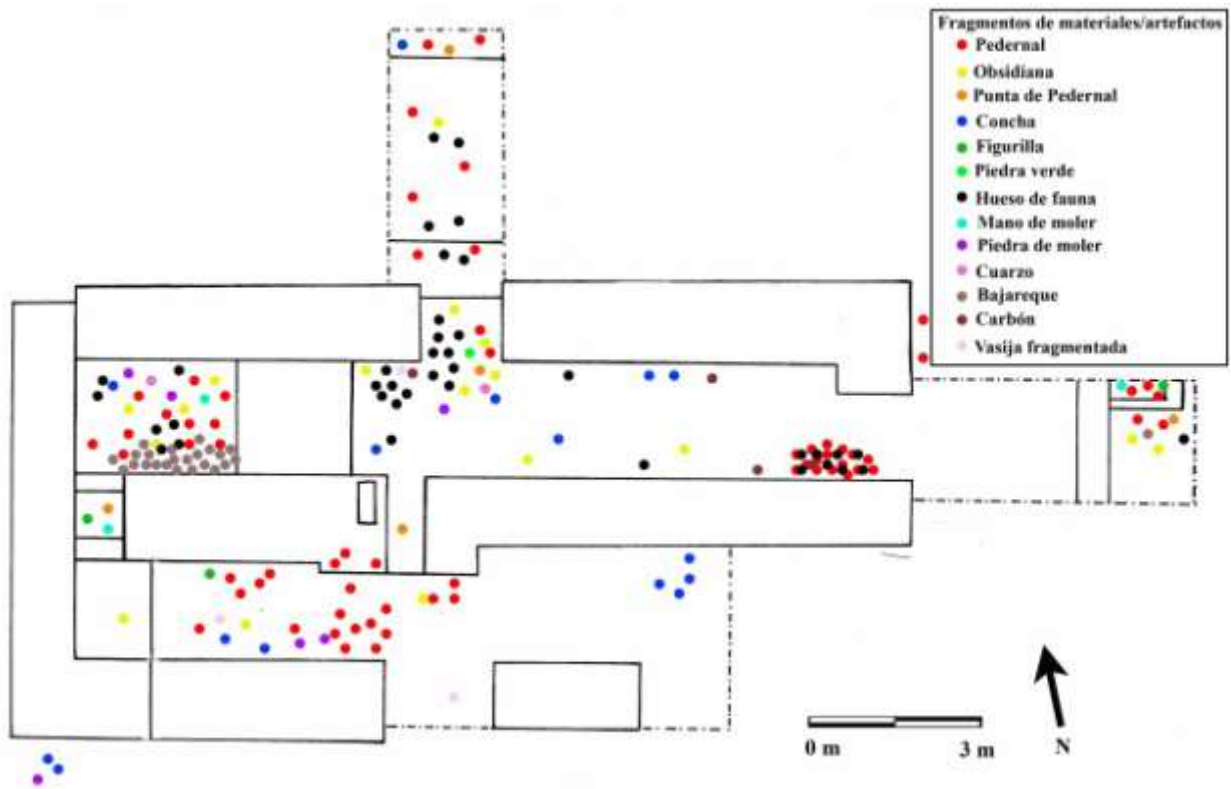 Fragmentos de materiales/artefactos
Pedernal
Obsidiana
Punta de Pedernal
Concha
Figurilla
Piedra verde
Hueso de fauna
Mano de moler
Piedra de moler
Cuarzo
Bajareque
Carbón
Vasija fragmentada
0 m 3 m
N